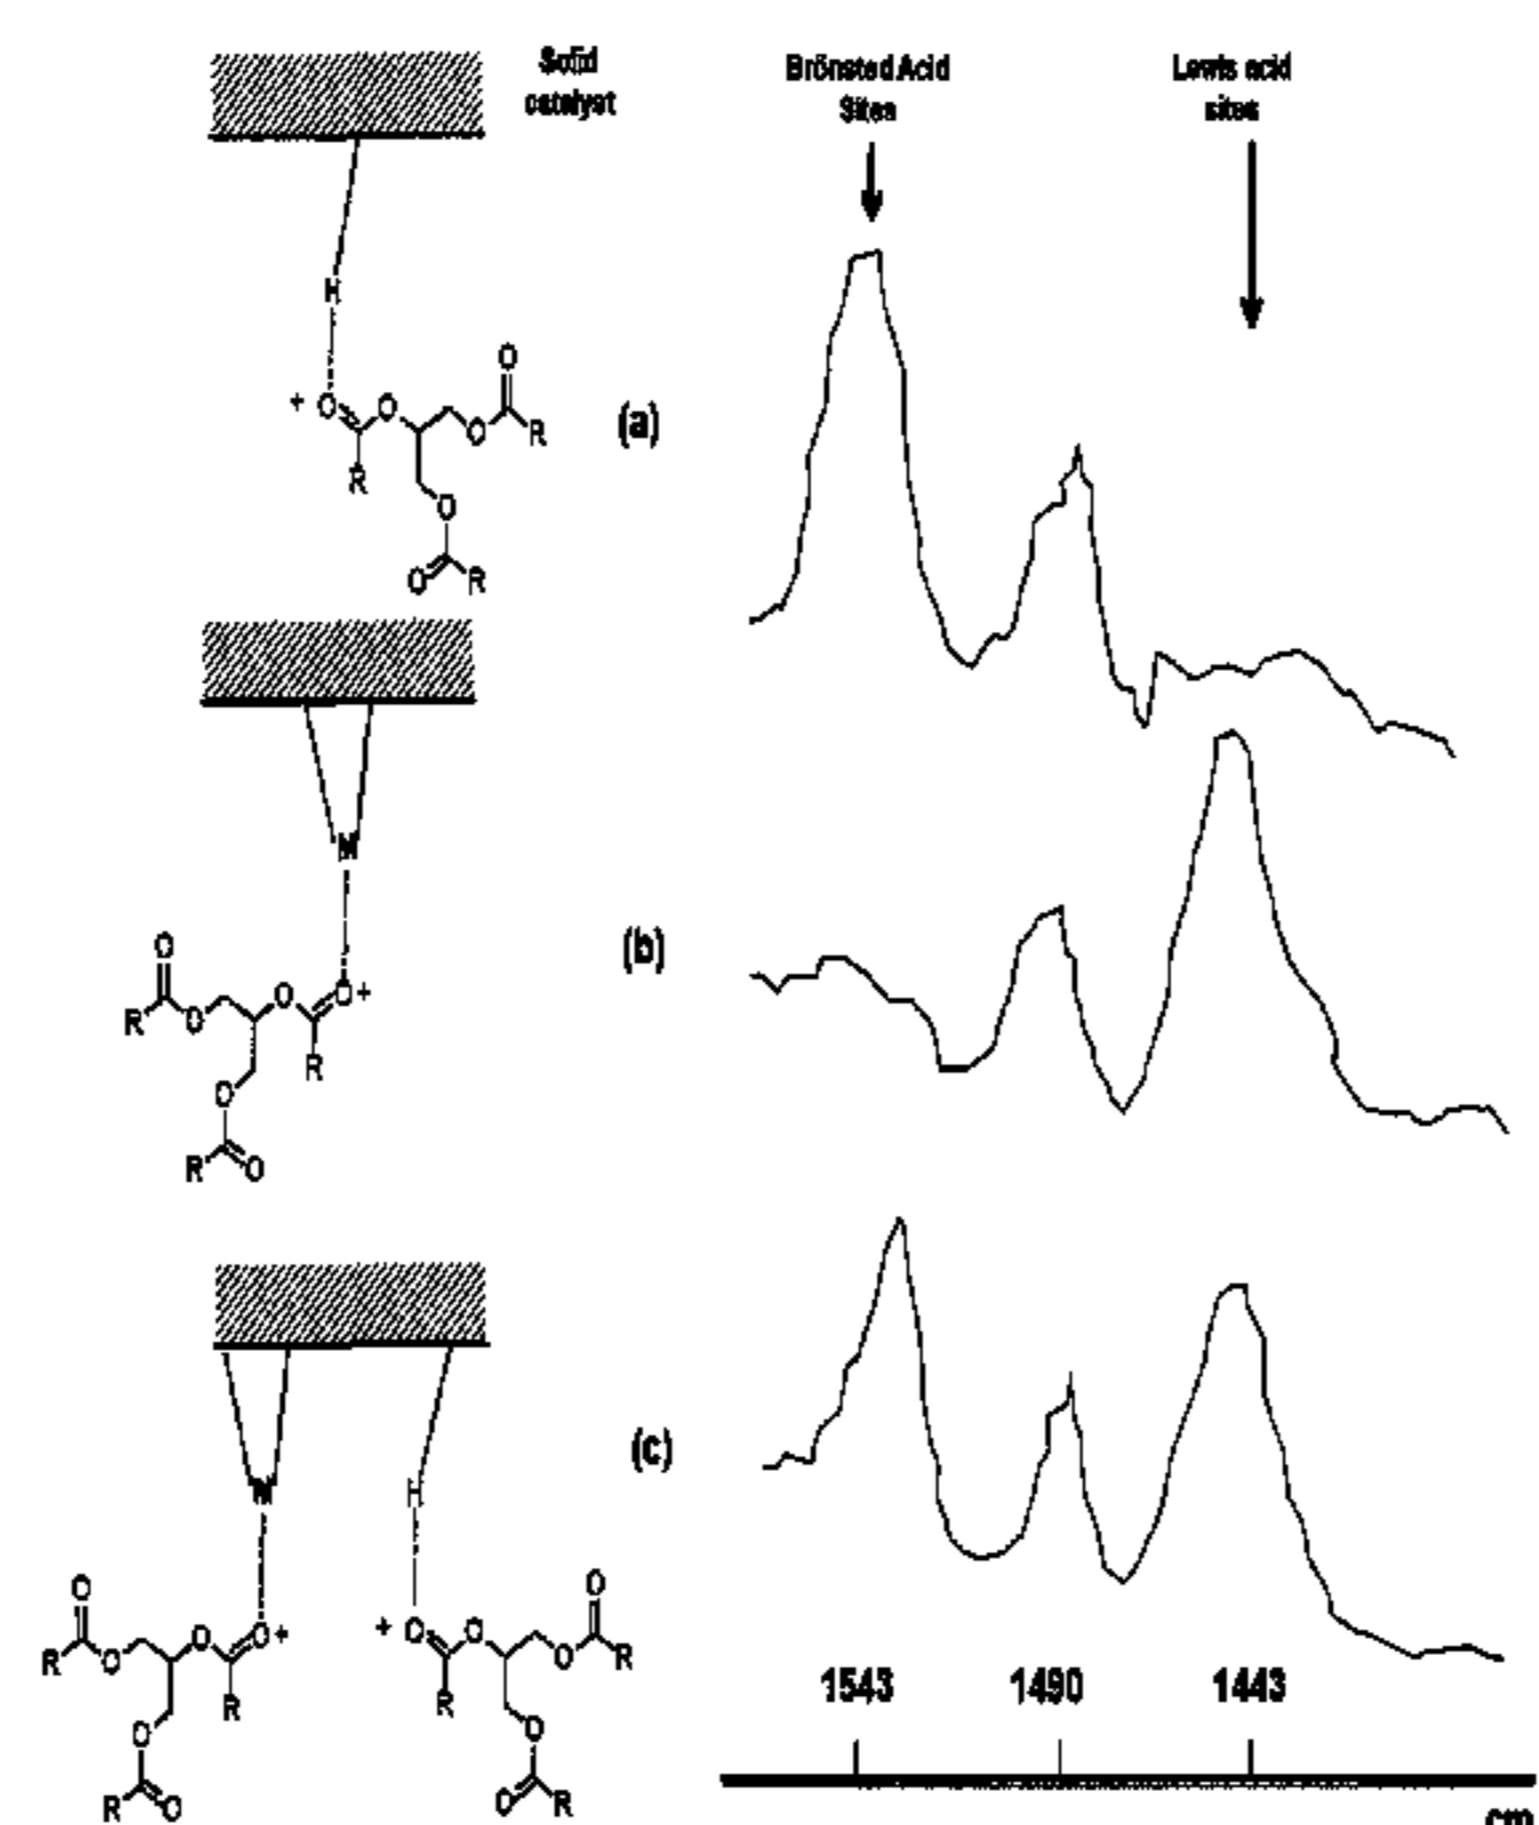 Solid
catalyst
Brönsted Acid
Sites
Lewis acid
sites
H
+ O O O
O R
R
O
O R
(a)
M
O
O O+
R O
R
O
R O
(b)
M H
O O
O O+ + O O
R O O R
R R
O O
R O O R
(c)
1543 1490 1443
cm